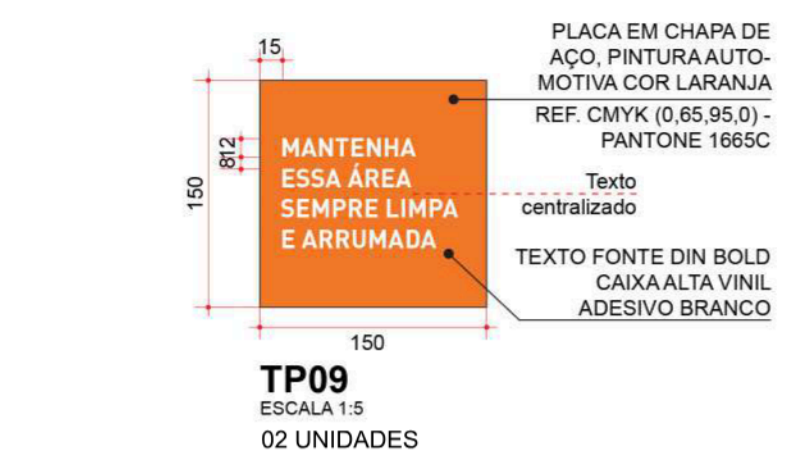 PLACA EM CHAPA DE
AÇO, PINTURA AUTO-
MOTIVA COR LARANJA
REF. CMYK (0,65,95,0) -
PANTONE 1665C
15
812
150
MANTENHA
ESSA ÁREA
SEMPRE LIMPA
E ARRUMADA
Texto
centralizado
TEXTO FONTE DIN BOLD
CAIXA ALTA VINIL
ADESIVO BRANCO
150
TP09
ESCALA 1:5
02 UNIDADES